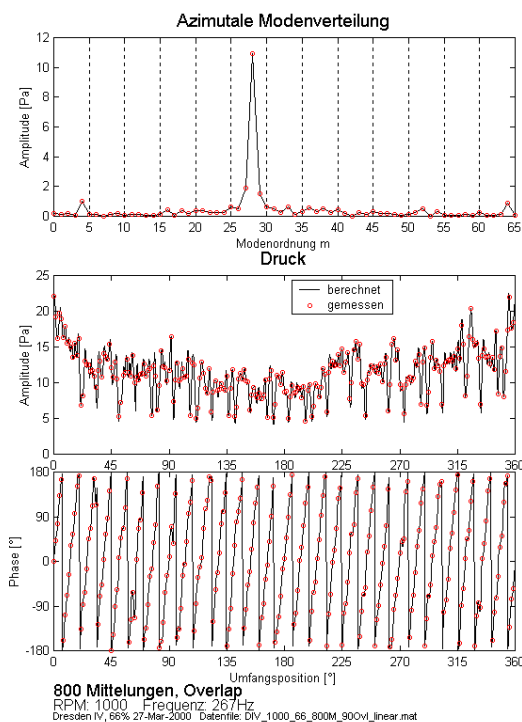 Azimutale Modenverteilung
12
10
8
6
4
2
0
Amplitude [Pa]
0 5 10 15 20 25 30 35 40 45 50 55 60 65
Modenordnung m
Druck
25
20
15
10
5
0
Amplitude [Pa]
berechnet
gemessen
0 45 90 135 180 225 270 315 360
180
90
0
-90
-180
Phase [°]
0 45 90 135 180 225 270 315 360
Umfangsposition [°]
800 Mittelungen, Overlap
RPM: 1000 Frequenz: 267Hz
Dresden IV, 66% 27-Mar-2000 Datenfile: DIV_1000_66_800M_90Ovl_linear.mat